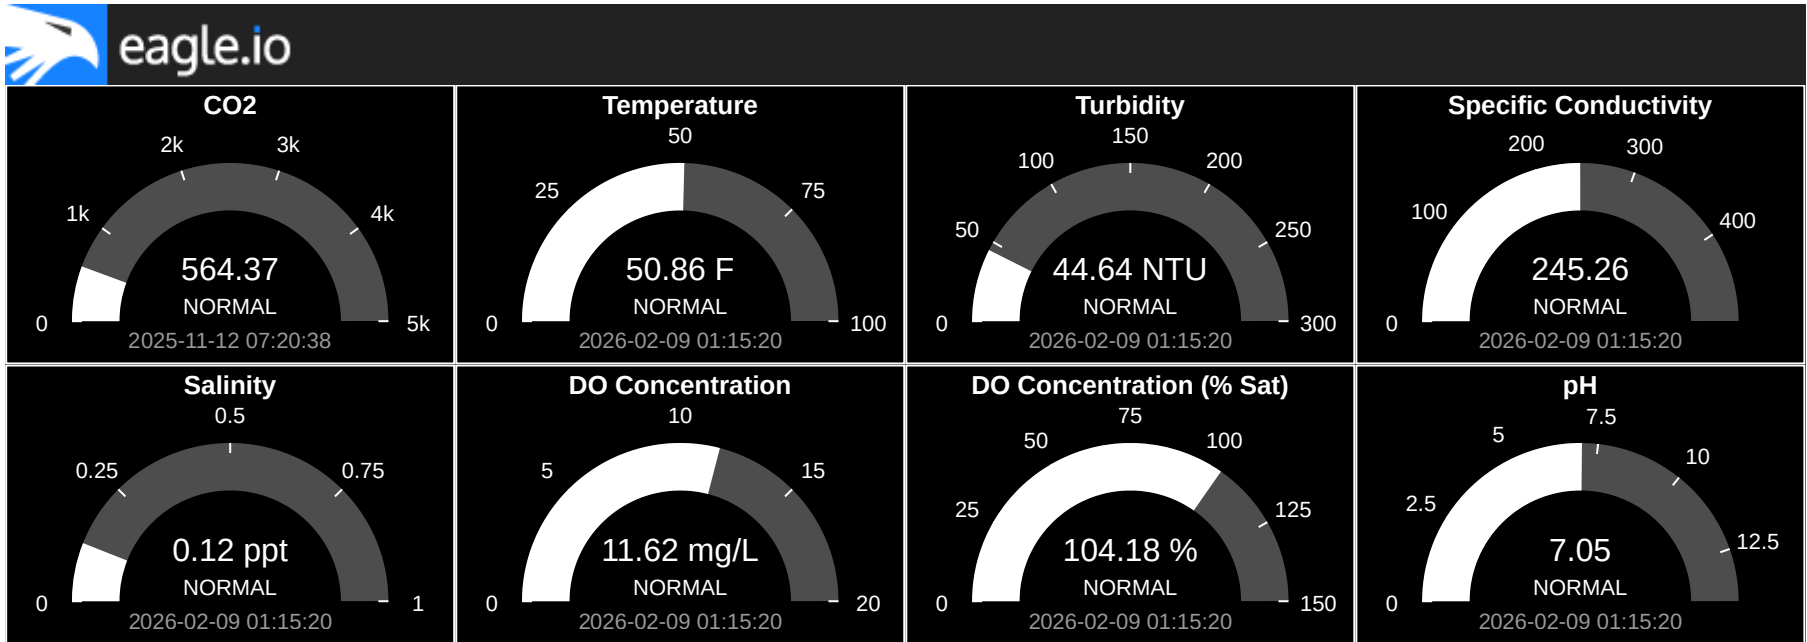 eagle.io
CO2
2k
3k
1k
4k
0
5k
564.37
NORMAL
2025-11-12 07:20:38
Temperature
50
25
75
0
100
50.86 F
NORMAL
2026-02-09 01:15:20
Turbidity
150
100
200
50
250
0
300
44.64 NTU
NORMAL
2026-02-09 01:15:20
Specific Conductivity
200
300
100
400
0
245.26
NORMAL
2026-02-09 01:15:20
Salinity
0.5
0.25
0.75
0
1
0.12 ppt
NORMAL
2026-02-09 01:15:20
DO Concentration
10
5
15
0
20
11.62 mg/L
NORMAL
2026-02-09 01:15:20
DO Concentration (% Sat)
75
50
100
25
125
0
150
104.18 %
NORMAL
2026-02-09 01:15:20
pH
7.5
5
10
2.5
12.5
0
7.05
NORMAL
2026-02-09 01:15:20